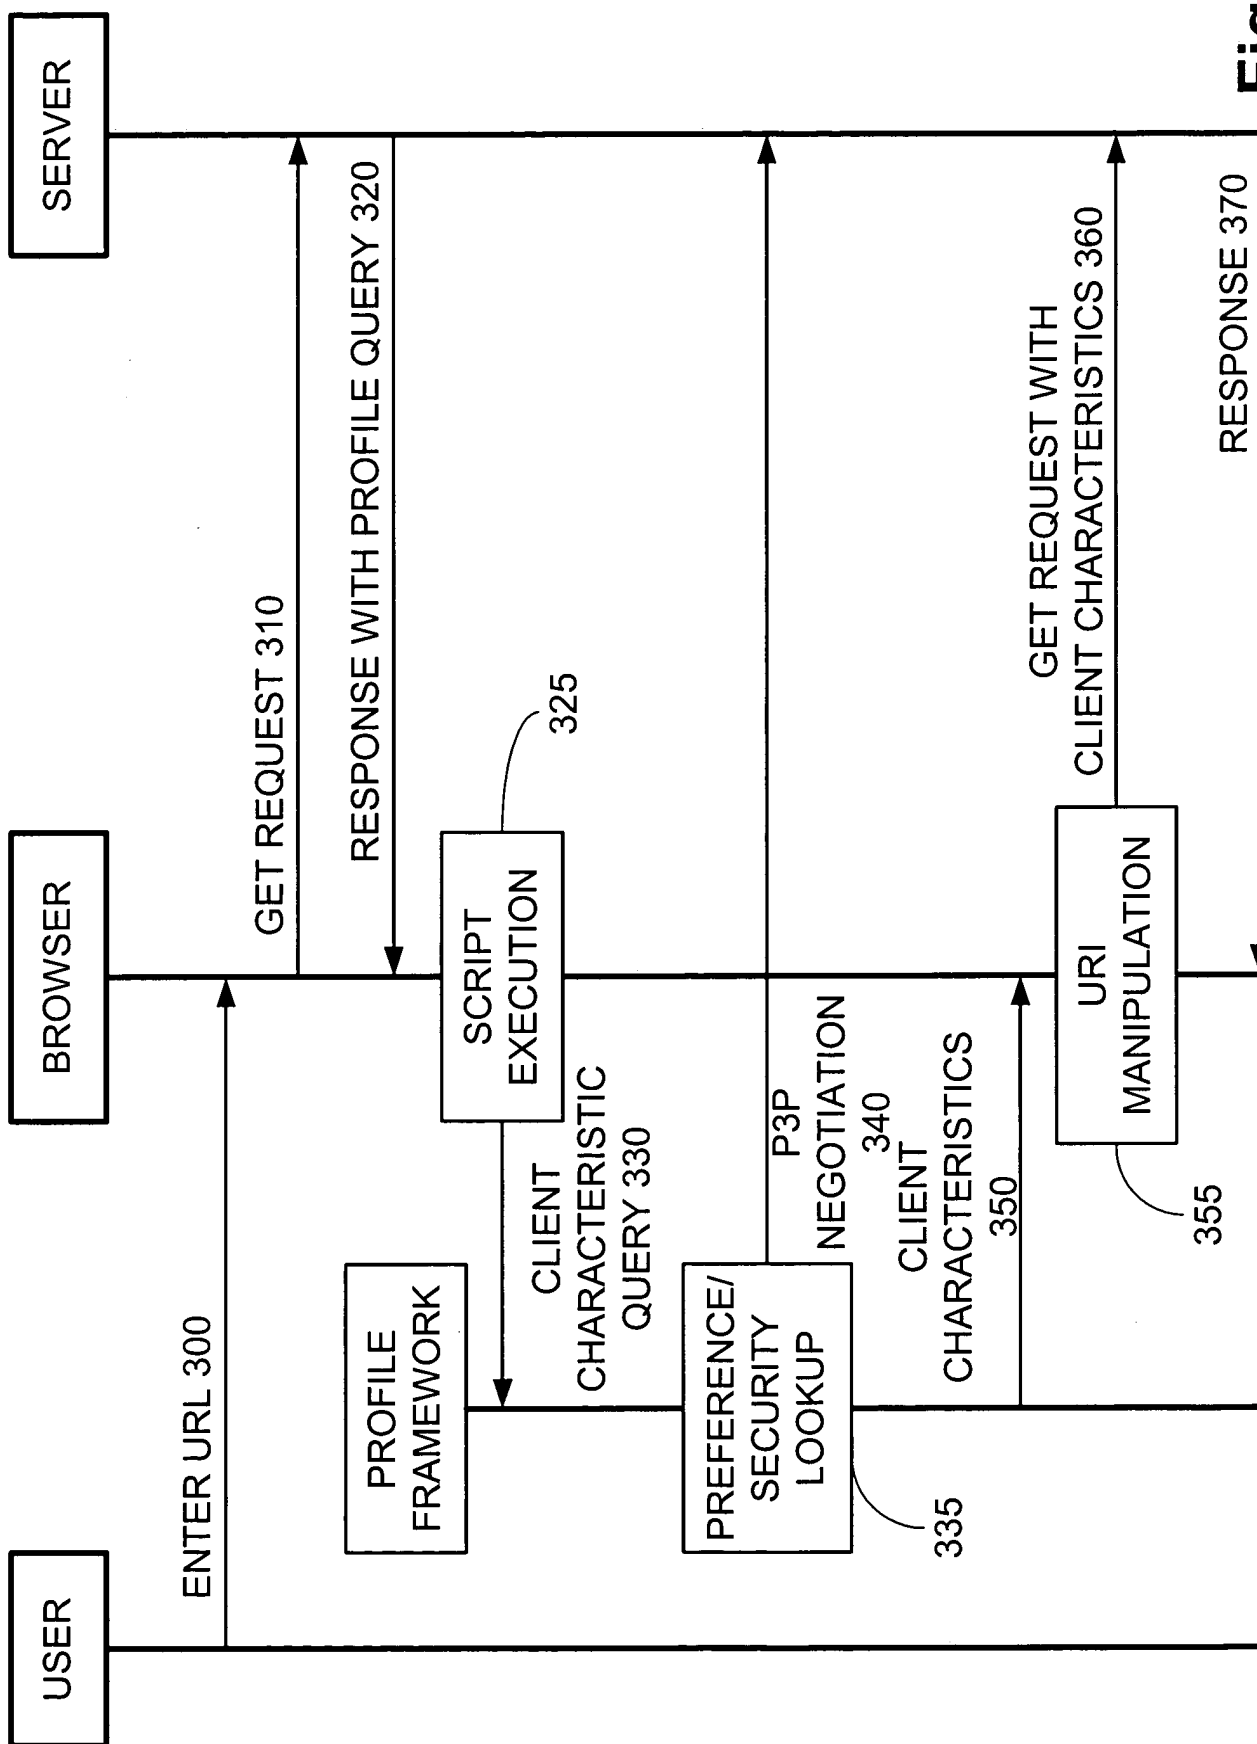 USER
BROWSER
SERVER
ENTER URL 300
GET REQUEST 310
RESPONSE WITH PROFILE QUERY 320
PROFILE
FRAMEWORK
SCRIPT
EXECUTION
325
CLIENT
CHARACTERISTIC
QUERY 330
PREFERENCE/
SECURITY
LOOKUP
335
P3P
NEGOTIATION
340
CLIENT
CHARACTERISTICS
350
URI
MANIPULATION
355
GET REQUEST WITH
CLIENT CHARACTERISTICS 360
RESPONSE 370